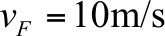 v_F = 10m/s